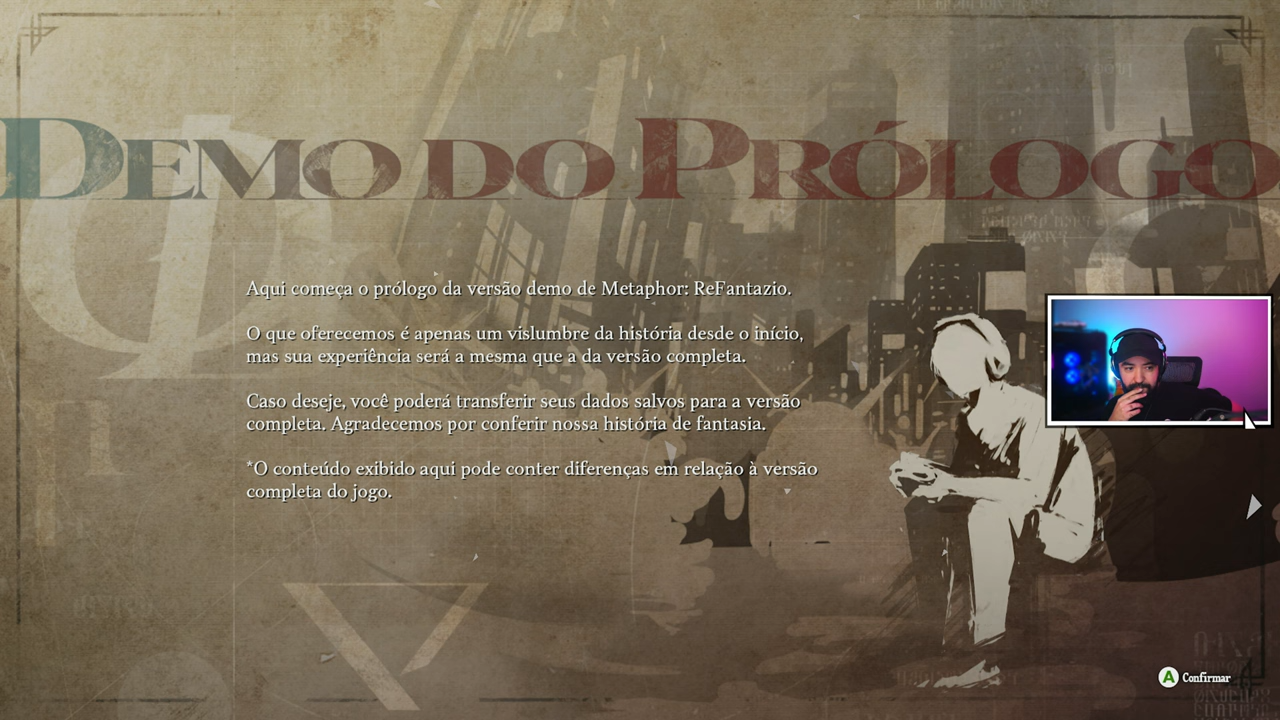 DEMO DO PRÓLOGO
Aqui começa o prólogo da versão demo de Metaphor: ReFantazio.
O que oferecemos é apenas um vislumbre da história desde o início,
mas sua experiência será a mesma que a da versão completa.
Caso deseje, você poderá transferir seus dados salvos para a versão
completa. Agradecemos por conferir nossa história de fantasia.
*O conteúdo exibido aqui pode conter diferenças em relação à versão
completa do jogo.
A Confirmar